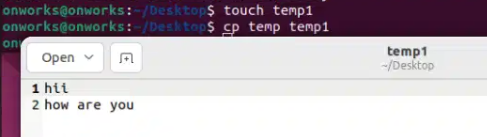 onworks@onworks:~/Desktop$ touch temp1
onworks@onworks:~/Desktop$ cp temp temp1
Open
temp1
~/Desktop
1 hii
2 how are you